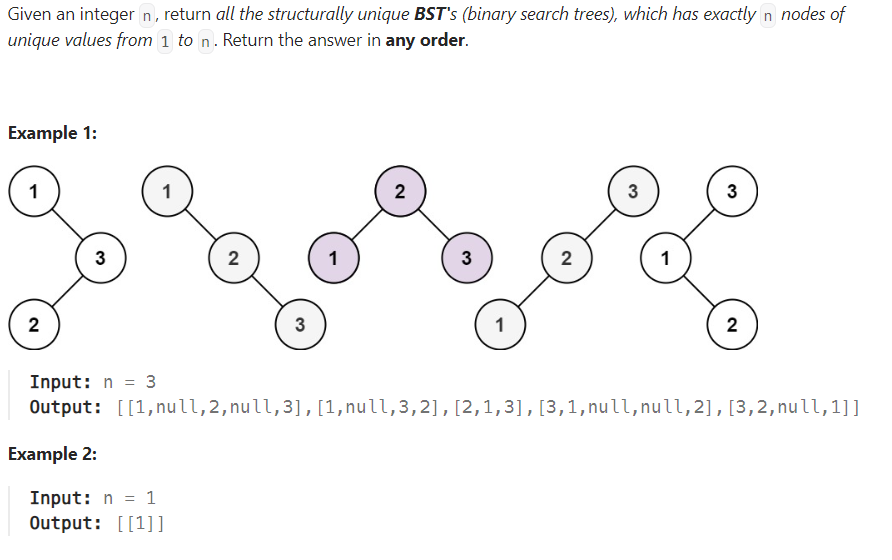 Given an integer n, return all the structurally unique BST's (binary search trees), which has exactly n nodes of
unique values from 1 to n. Return the answer in any order.
Example 1:
1 1 2 3 3
3 2 1 3 2 1
2 3 1 2
Input: n = 3
Output: [[1,null,2,null,3],[1,null,3,2],[2,1,3],[3,1,null,null,2],[3,2,null,1]]
Example 2:
Input: n = 1
Output: [[1]]